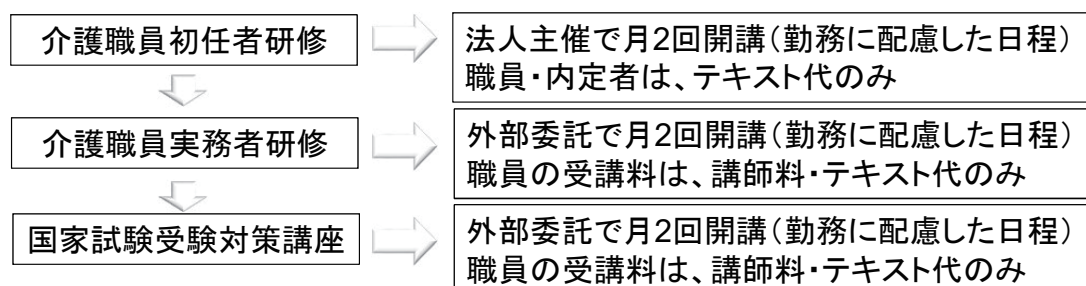 介護職員初任者研修
法人主催で月2回開講(勤務に配慮した日程)
職員・内定者は、テキスト代のみ
介護職員実務者研修
外部委託で月2回開講(勤務に配慮した日程)
職員の受講料は、講師料・テキスト代のみ
国家試験受験対策講座
外部委託で月2回開講(勤務に配慮した日程)
職員の受講料は、講師料・テキスト代のみ